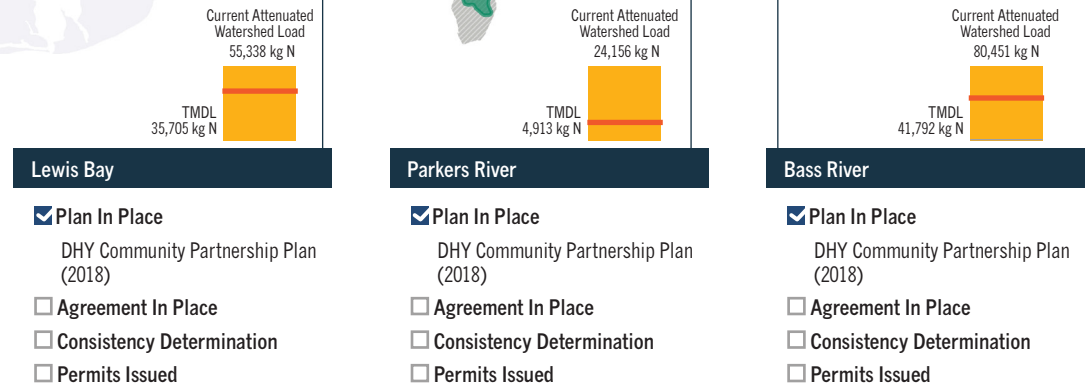 Current Attenuated
Watershed Load
55,338 kg N
TMDL
35,705 kg N
Lewis Bay
Plan In Place
DHY Community Partnership Plan
(2018)
Agreement In Place
Consistency Determination
Permits Issued
Current Attenuated
Watershed Load
24,156 kg N
TMDL
4,913 kg N
Parkers River
Plan In Place
DHY Community Partnership Plan
(2018)
Agreement In Place
Consistency Determination
Permits Issued
Current Attenuated
Watershed Load
80,451 kg N
TMDL
41,792 kg N
Bass River
Plan In Place
DHY Community Partnership Plan
(2018)
Agreement In Place
Consistency Determination
Permits Issued